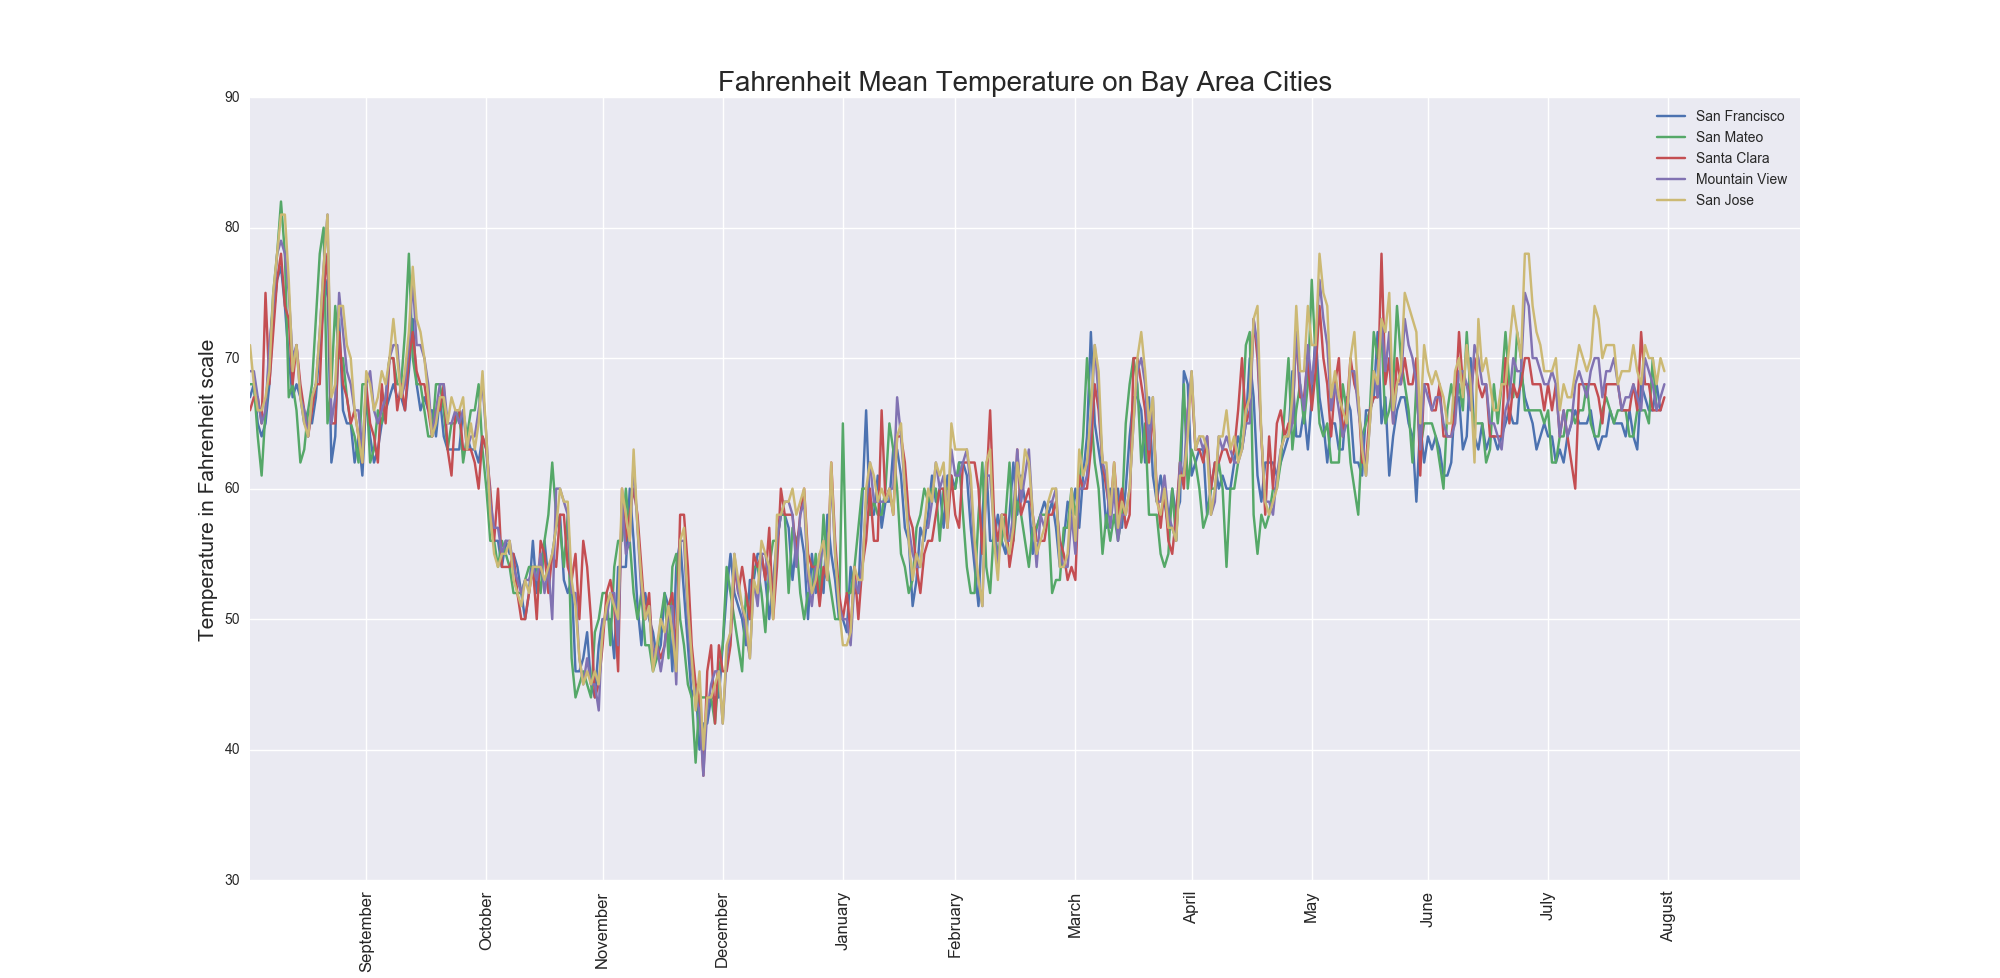 Fahrenheit Mean Temperature on Bay Area Cities
90
80
70
60
50
40
30
Temperature in Fahrenheit scale
San Francisco
San Mateo
Santa Clara
Mountain View
San Jose
September
October
November
December
January
February
March
April
May
June
July
August